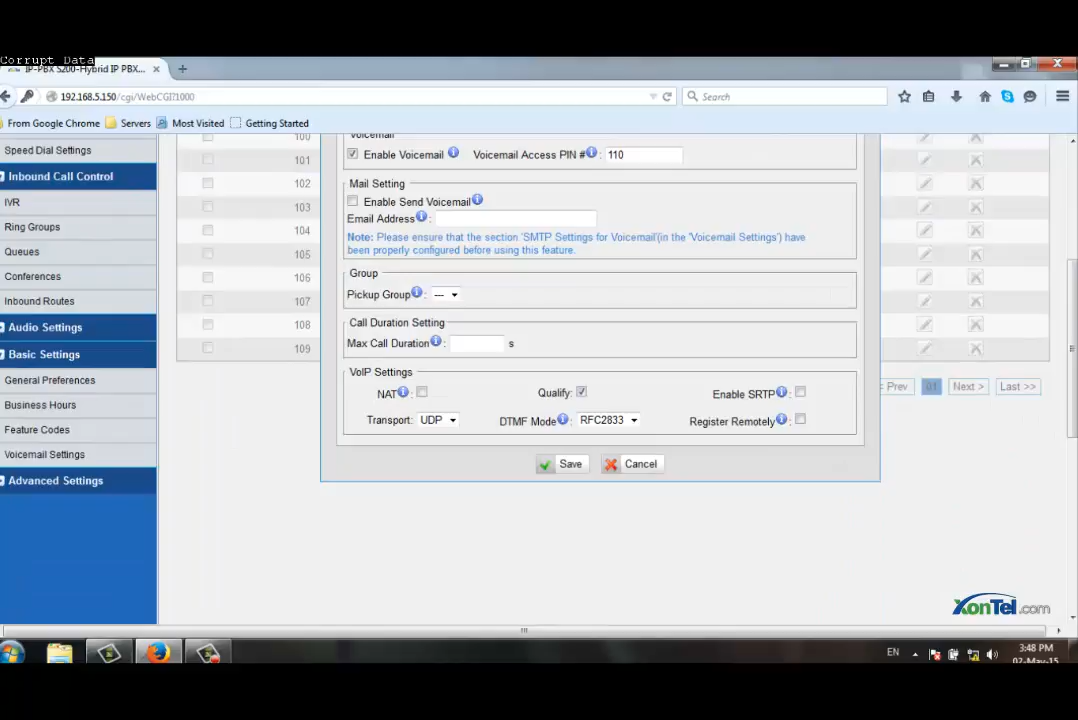 Corrupt Data
IP-PBX S200-Hybrid IP PBX...
192.168.5.150/cgi/WebCGI?1000
Search
From Google Chrome Servers Most Visited Getting Started
Speed Dial Settings
Inbound Call Control
IVR
Ring Groups
Queues
Conferences
Inbound Routes
Audio Settings
Basic Settings
General Preferences
Business Hours
Feature Codes
Voicemail Settings
Advanced Settings
100
101
102
103
104
105
106
107
108
109
Voicemail
Enable Voicemail Voicemail Access PIN #: 110
Mail Setting
Enable Send Voicemail
Email Address :
Note: Please ensure that the section 'SMTP Settings for Voicemail'(in the 'Voicemail Settings') have
been properly configured before using this feature.
Group
Pickup Group : ---
Call Duration Setting
Max Call Duration : s
VoIP Settings
NAT : Qualify: Enable SRTP :
Transport: UDP DTMF Mode : RFC2833 Register Remotely :
Save Cancel
< Prev 01 Next > Last >>
XonTel.com
EN
3:48 PM
02-May-15